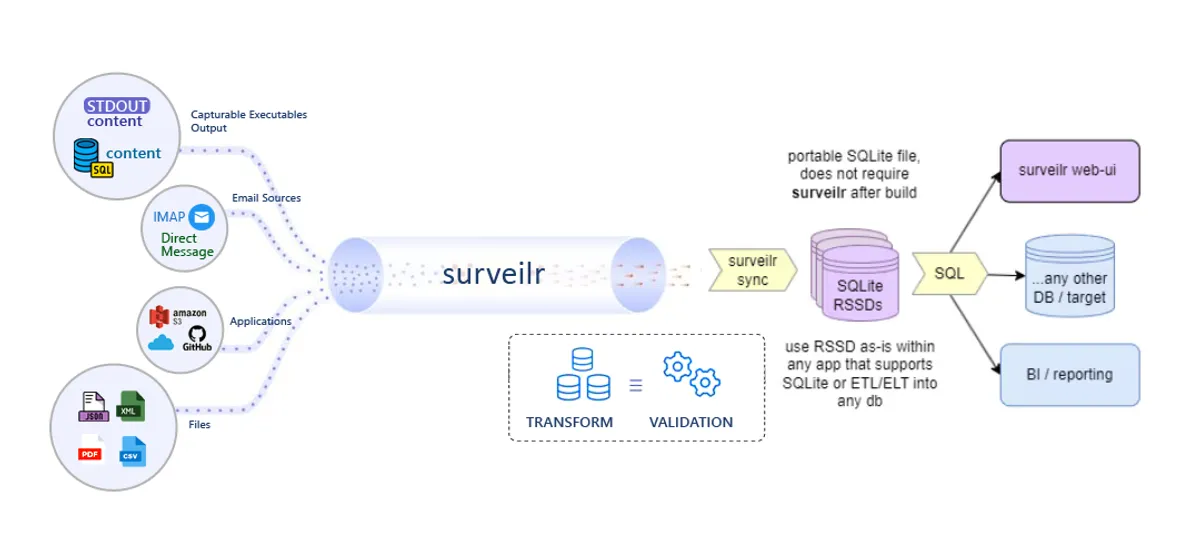 STDOUT
content
content
SQL
Capturable Executables
Output
IMAP
Direct
Message
Email Sources
amazon
S3
GitHub
Applications
JSON
XML
PDF
CSV
Files
surveilr
TRANSFORM
VALIDATION
surveilr
sync
portable SQLite file,
does not require
surveilr after build
SQLite
RSSDs
use RSSD as-is within
any app that supports
SQLite or ETL/ELT into
any db
SQL
surveilr web-ui
...any other
DB / target
BI / reporting